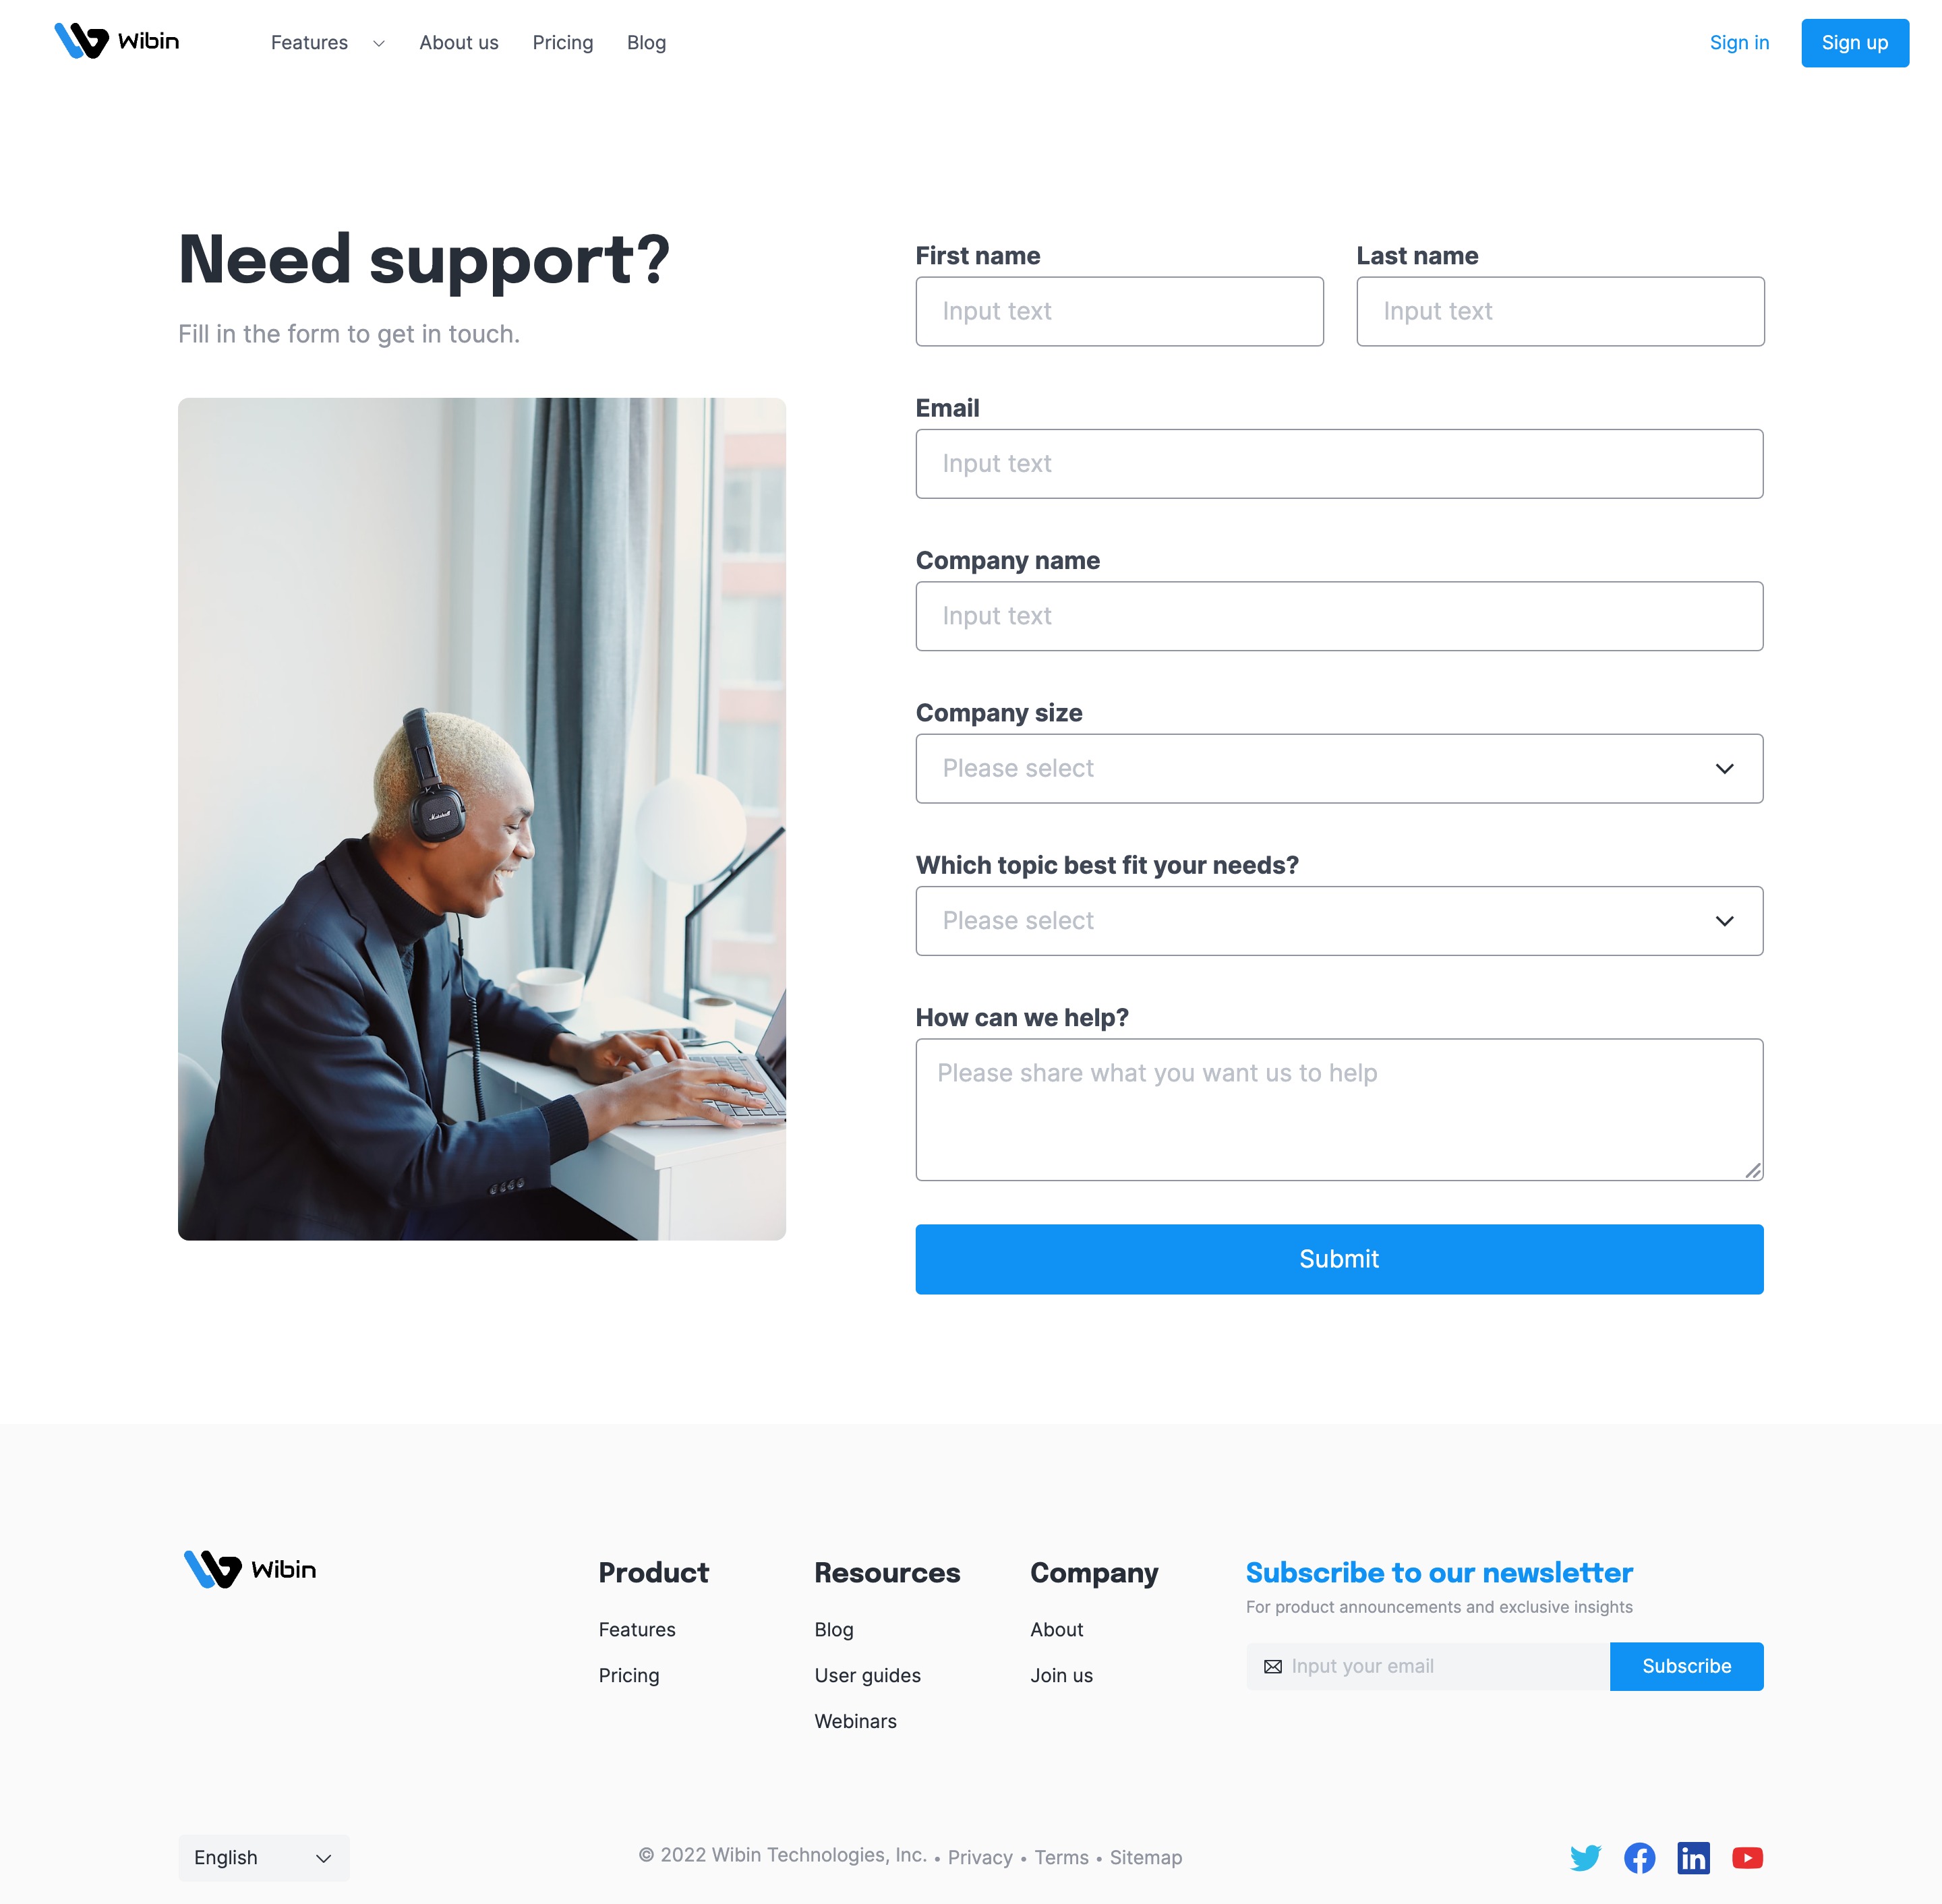 Wibin
Features
About us
Pricing
Blog
Sign in
Sign up
Need support?
Fill in the form to get in touch.
Marshall
First name
Last name
Input text
Input text
Email
Input text
Company name
Input text
Company size
Please select
Which topic best fit your needs?
Please select
How can we help?
Please share what you want us to help
Submit
Wibin
Product
Features
Pricing
Resources
Blog
User guides
Webinars
Company
About
Join us
Subscribe to our newsletter
For product announcements and exclusive insights
Input your email
Subscribe
English
© 2022 Wibin Technologies, Inc. • Privacy • Terms • Sitemap
in